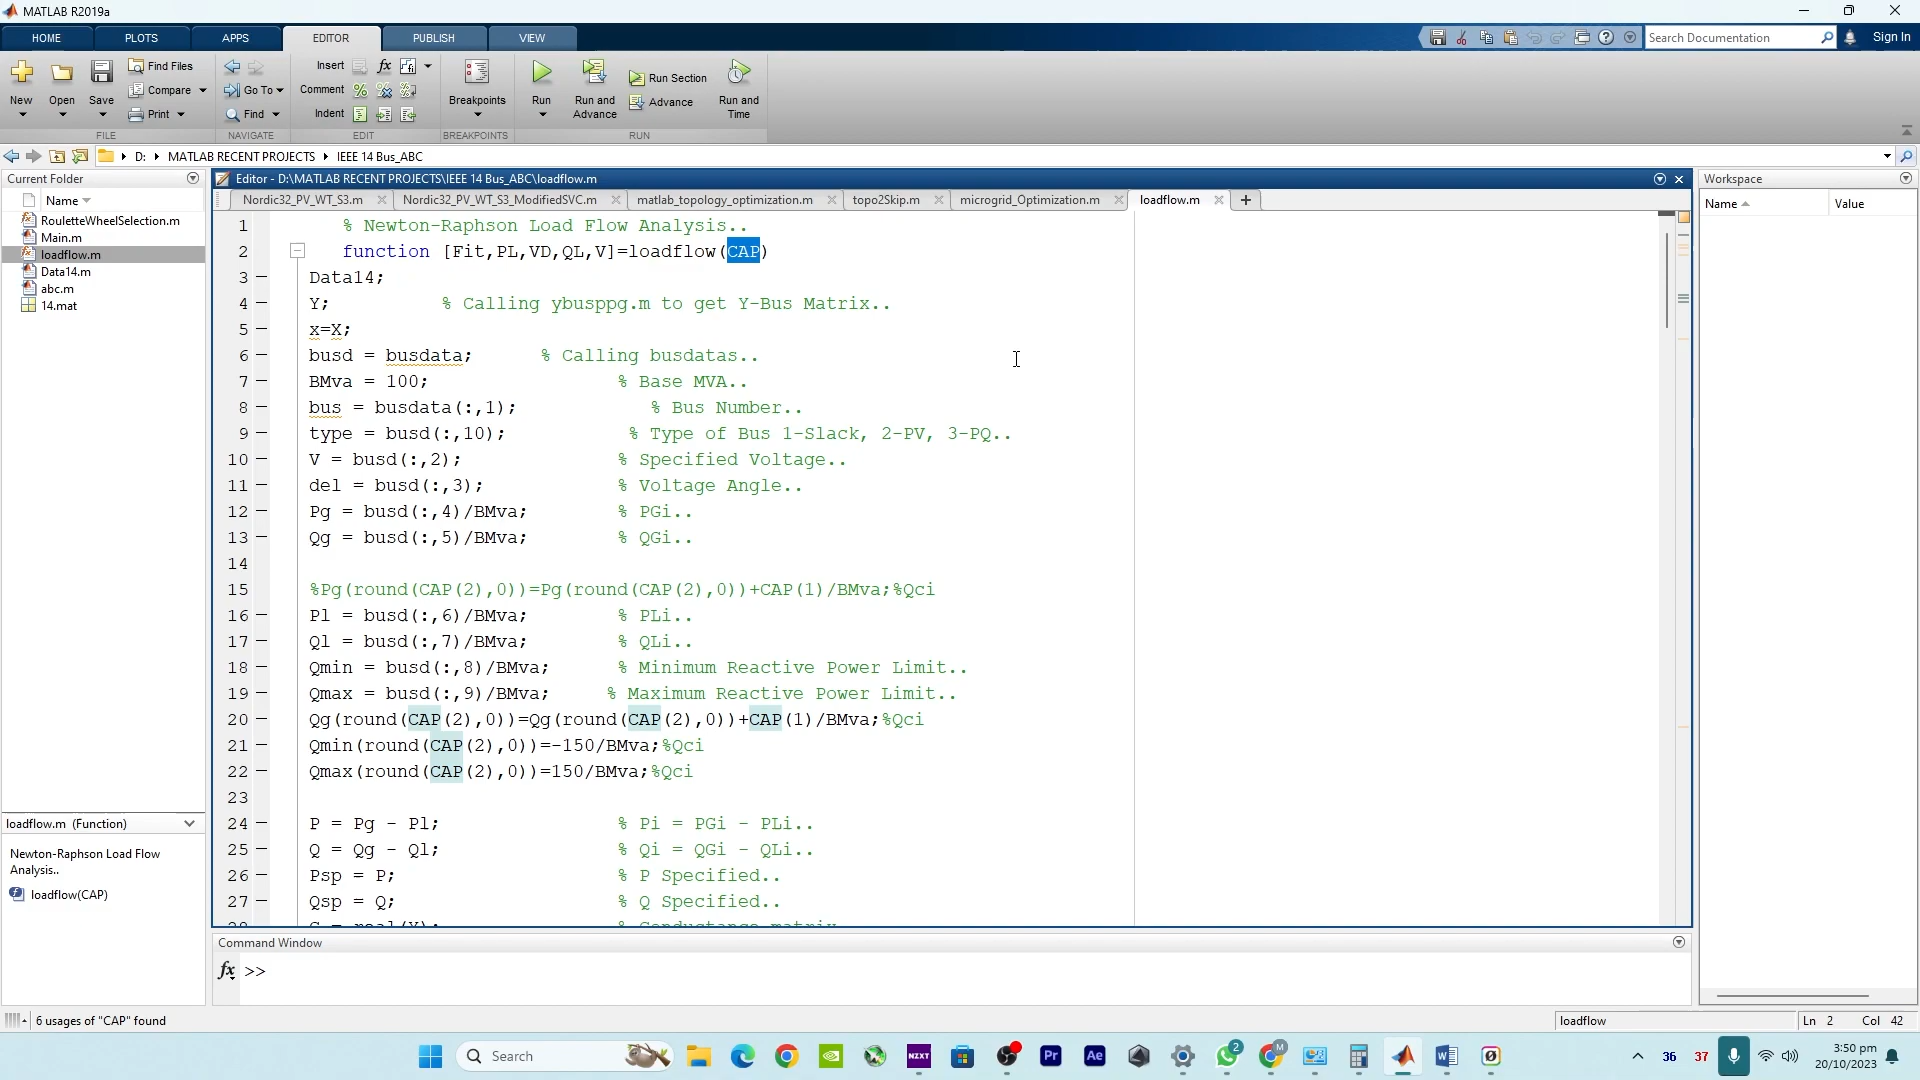 MATLAB R2019a
HOME PLOTS APPS EDITOR PUBLISH VIEW
Search Documentation
Sign In
New
Open
Save
Find Files
Compare
Print
FILE
Go To
Find
NAVIGATE
Insert
Comment
Indent
EDIT
Breakpoints
BREAKPOINTS
Run
Run and
Advance
Run Section
Advance
Run and
Time
RUN
D: MATLAB RECENT PROJECTS IEEE 14 Bus_ABC
Current Folder
Name
RouletteWheelSelection.m
Main.m
loadflow.m
Data14.m
abc.m
14.mat
loadflow.m (Function)
Newton-Raphson Load Flow
Analysis..
loadflow(CAP)
Editor - D:\MATLAB RECENT PROJECTS\IEEE 14 Bus_ABC\loadflow.m
Nordic32_PV_WT_S3.m Nordic32_PV_WT_S3_ModifiedSVC.m matlab_topology_optimization.m topo2Skip.m microgrid_Optimization.m loadflow.m
1 % Newton-Raphson Load Flow Analysis..
2 function [Fit,PL,VD,QL,V]=loadflow(CAP)
3 Data14;
4 Y; % Calling ybusppg.m to get Y-Bus Matrix..
5 x=X;
6 busd = busdata; % Calling busdatas..
7 BMva = 100; % Base MVA..
8 bus = busdata(:,1); % Bus Number..
9 type = busd(:,10); % Type of Bus 1-Slack, 2-PV, 3-PQ..
10 V = busd(:,2); % Specified Voltage..
11 del = busd(:,3); % Voltage Angle..
12 Pg = busd(:,4)/BMva; % PGi..
13 Qg = busd(:,5)/BMva; % QGi..
14
15 %Pg(round(CAP(2),0))=Pg(round(CAP(2),0))+CAP(1)/BMva;%Qci
16 Pl = busd(:,6)/BMva; % PLi..
17 Ql = busd(:,7)/BMva; % QLi..
18 Qmin = busd(:,8)/BMva; % Minimum Reactive Power Limit..
19 Qmax = busd(:,9)/BMva; % Maximum Reactive Power Limit..
20 Qg(round(CAP(2),0))=Qg(round(CAP(2),0))+CAP(1)/BMva;%Qci
21 Qmin(round(CAP(2),0))=-150/BMva;%Qci
22 Qmax(round(CAP(2),0))=150/BMva;%Qci
23
24 P = Pg - Pl; % Pi = PGi - PLi..
25 Q = Qg - Ql; % Qi = QGi - QLi..
26 Psp = P; % P Specified..
27 Qsp = Q; % Q Specified..
Command Window
fx >>
Workspace
Name Value
6 usages of "CAP" found
loadflow
Ln 2 Col 42
Search
NZXT
Pr
Ae
2
M
36
37
3:50 pm
20/10/2023